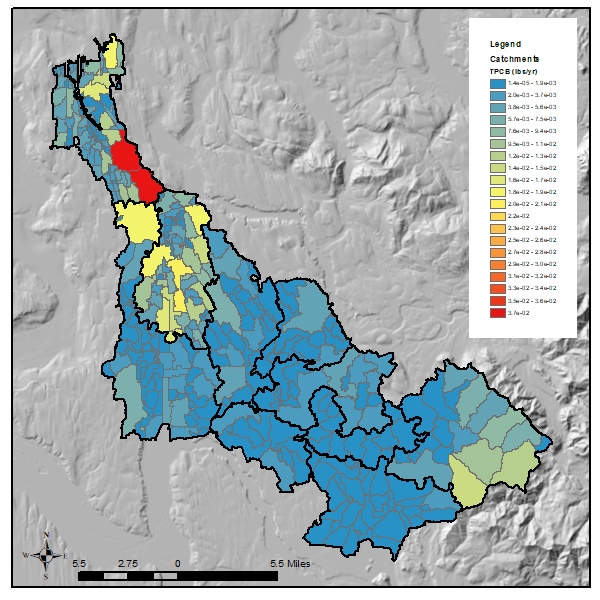 Legend
Catchments
TPCB (lbs/yr)
1.4e-05 - 1.9e-03
2.0e-03 - 3.7e-03
3.8e-03 - 5.6e-03
5.7e-03 - 7.5e-03
7.6e-03 - 9.4e-03
9.5e-03 - 1.1e-02
1.2e-02 - 1.3e-02
1.4e-02 - 1.5e-02
1.6e-02 - 1.7e-02
1.8e-02 - 1.9e-02
2.0e-02 - 2.1e-02
2.2e-02
2.3e-02 - 2.4e-02
2.5e-02 - 2.6e-02
2.7e-02 - 2.8e-02
2.9e-02 - 3.0e-02
3.1e-02 - 3.2e-02
3.3e-02 - 3.4e-02
3.5e-02 - 3.6e-02
3.7e-02
N
W E
S
5.5 2.75 0 5.5 Miles